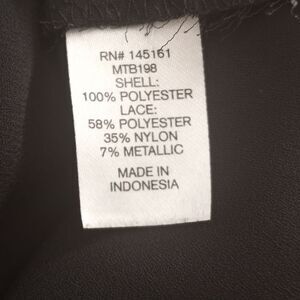 RN# 145161
MTB198
SHELL:
100% POLYESTER
LACE:
58% POLYESTER
35% NYLON
7% METALLIC
MADE IN
INDONESIA